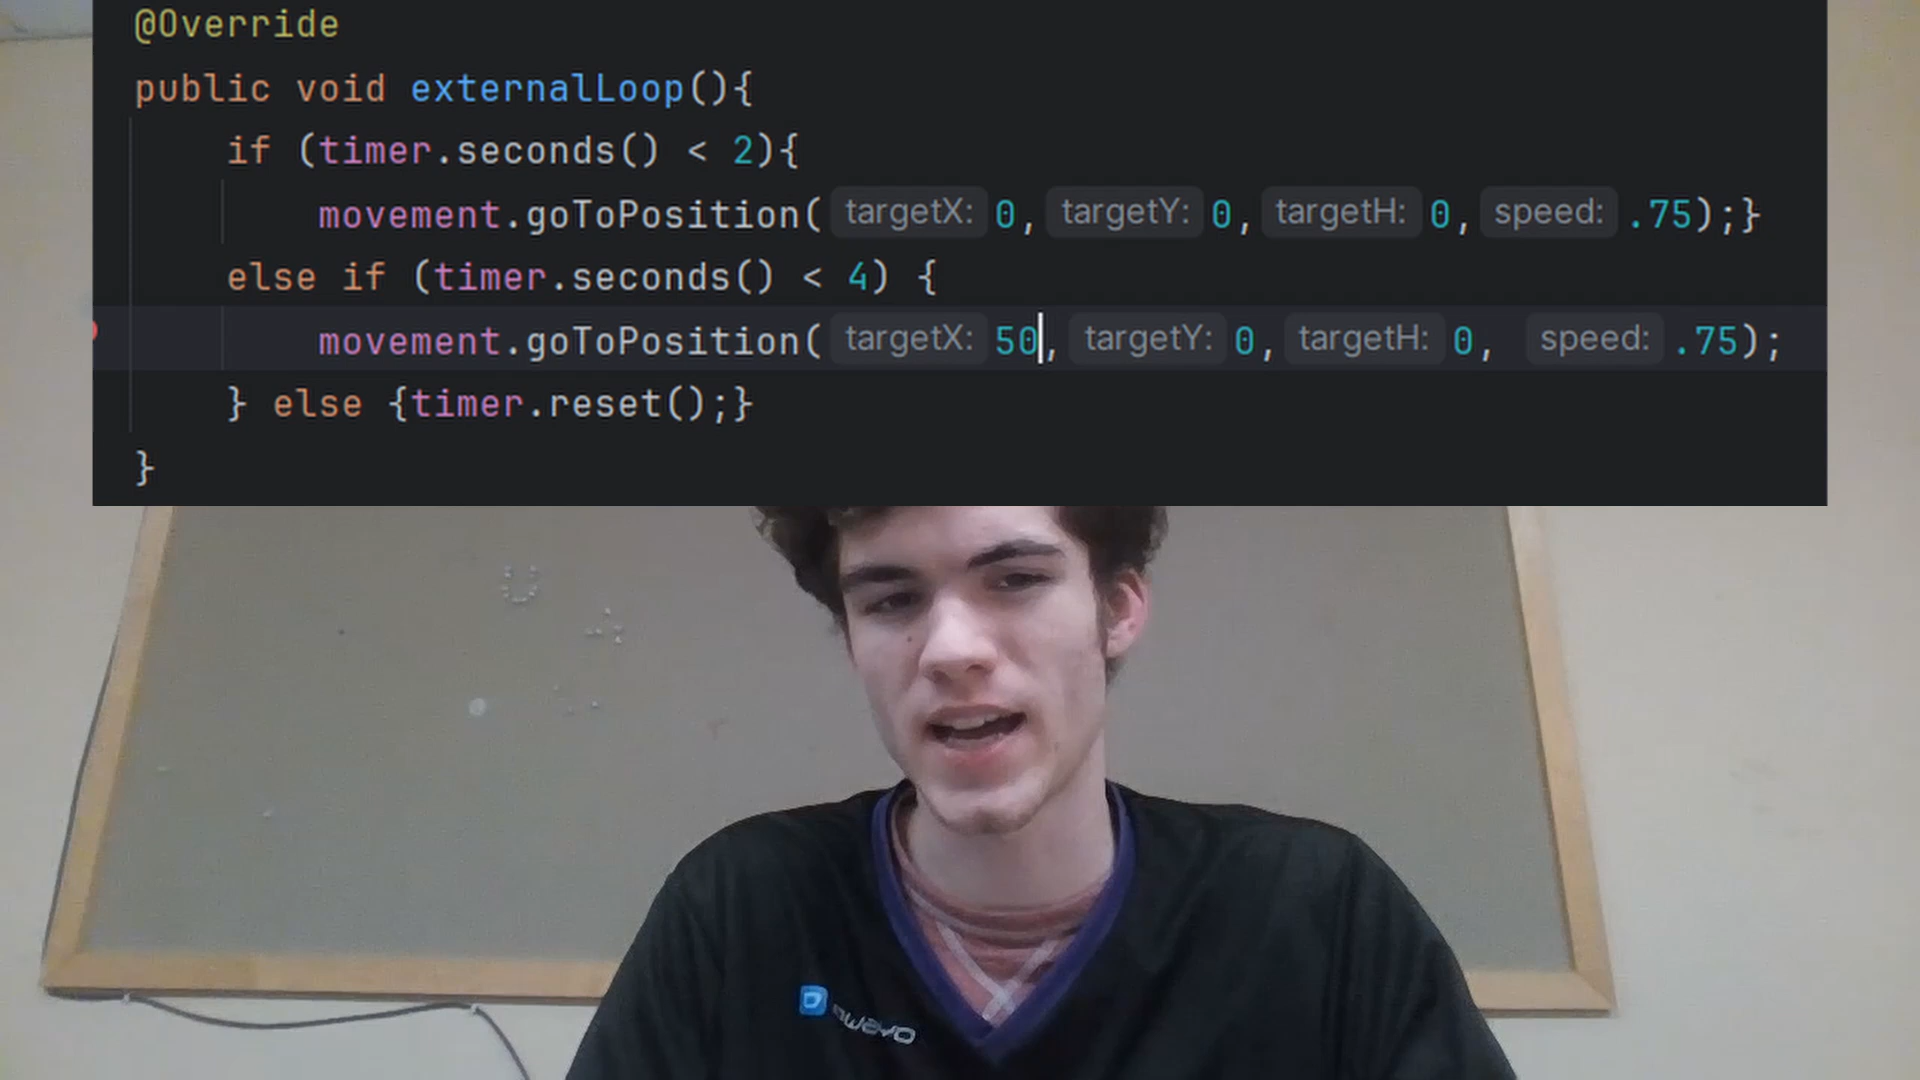 @Override
public void externalLoop(){
if (timer.seconds() < 2){
movement.goToPosition( targetX: 0, targetY: 0, targetH: 0, speed: .75);}
else if (timer.seconds() < 4) {
movement.goToPosition( targetX: 50, targetY: 0, targetH: 0, speed: .75);
} else {timer.reset();}
}
owayo